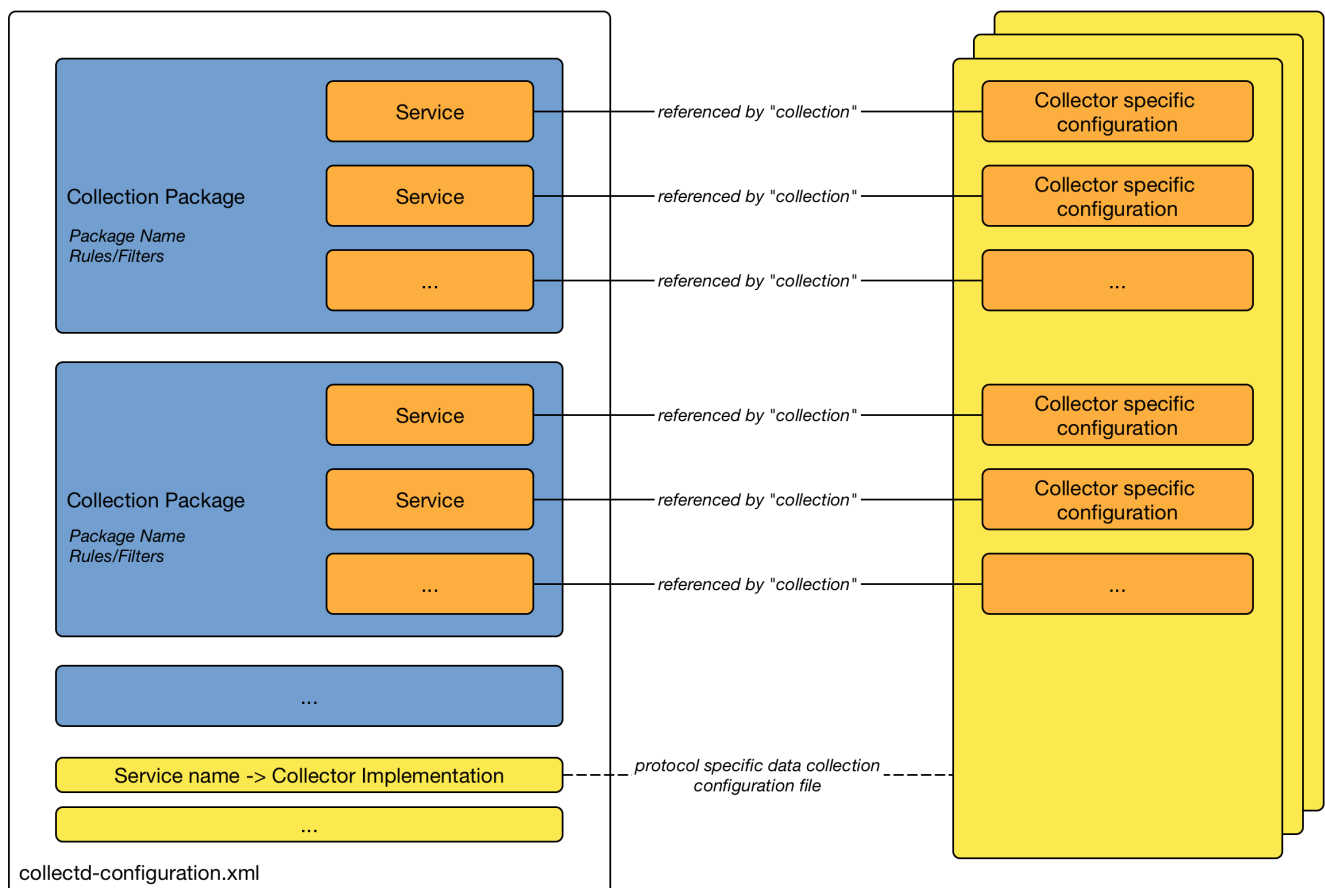 Service
referenced by "collection"
Collector specific
configuration
Collection Package
Package Name
Rules/Filters
Service
referenced by "collection"
Collector specific
configuration
...
referenced by "collection"
...
Service
referenced by "collection"
Collector specific
configuration
Collection Package
Package Name
Rules/Filters
Service
referenced by "collection"
Collector specific
configuration
...
referenced by "collection"
...
...
Service name -> Collector Implementation
protocol specific data collection
configuration file
...
collectd-configuration.xml